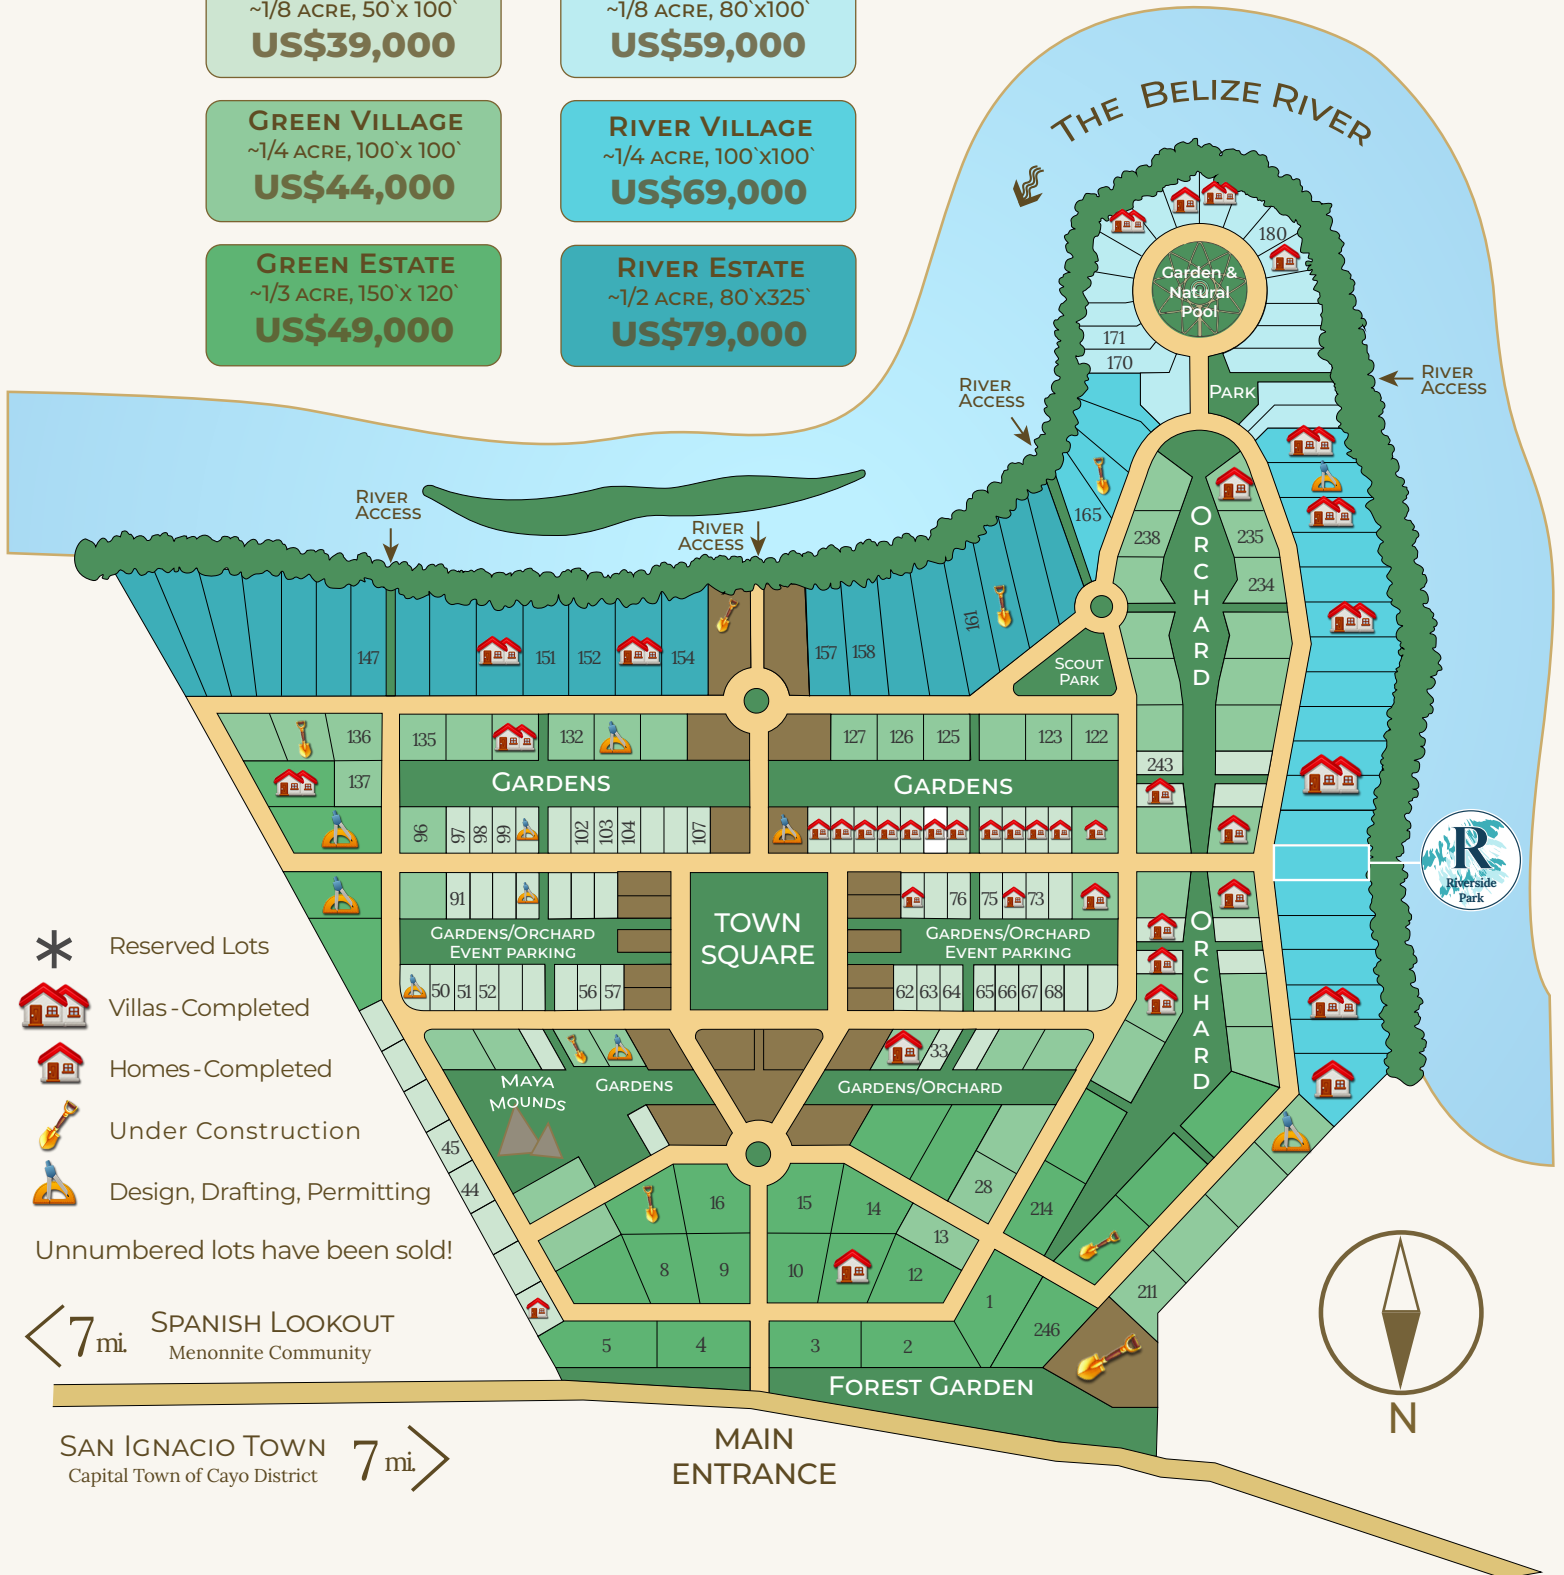 ~1/8 ACRE, 50`X 100`
US$39,000
~1/8 ACRE, 80`X100`
US$59,000
GREEN VILLAGE
~1/4 ACRE, 100`X 100`
US$44,000
RIVER VILLAGE
~1/4 ACRE, 100`X100`
US$69,000
GREEN ESTATE
~1/3 ACRE, 150`X 120`
US$49,000
RIVER ESTATE
~1/2 ACRE, 80`X325`
US$79,000
THE BELIZE RIVER
180
Garden &
Natural
Pool
171
170
PARK
RIVER
ACCESS
RIVER
ACCESS
RIVER
ACCESS
RIVER
ACCESS
165
238
235
234
ORCHARD
147
151
152
154
157
158
161
SCOUT
PARK
136
135
132
127
126
125
123
122
137
GARDENS
GARDENS
243
96
97
98
99
102
103
104
107
91
76
75
73
GARDENS/ORCHARD
EVENT PARKING
TOWN
SQUARE
GARDENS/ORCHARD
EVENT PARKING
50
51
52
56
57
62
63
64
65
66
67
68
ORCHARD
R
Riverside
Park
Reserved Lots
Villas-Completed
Homes-Completed
Under Construction
Design, Drafting, Permitting
Unnumbered lots have been sold!
33
MAYA
MOUNDS
GARDENS
GARDENS/ORCHARD
45
44
28
214
16
15
14
13
8
9
10
12
1
211
246
5
4
3
2
FOREST GARDEN
7mi.
SPANISH LOOKOUT
Menonnite Community
SAN IGNACIO TOWN
Capital Town of Cayo District
7mi.
MAIN
ENTRANCE
N